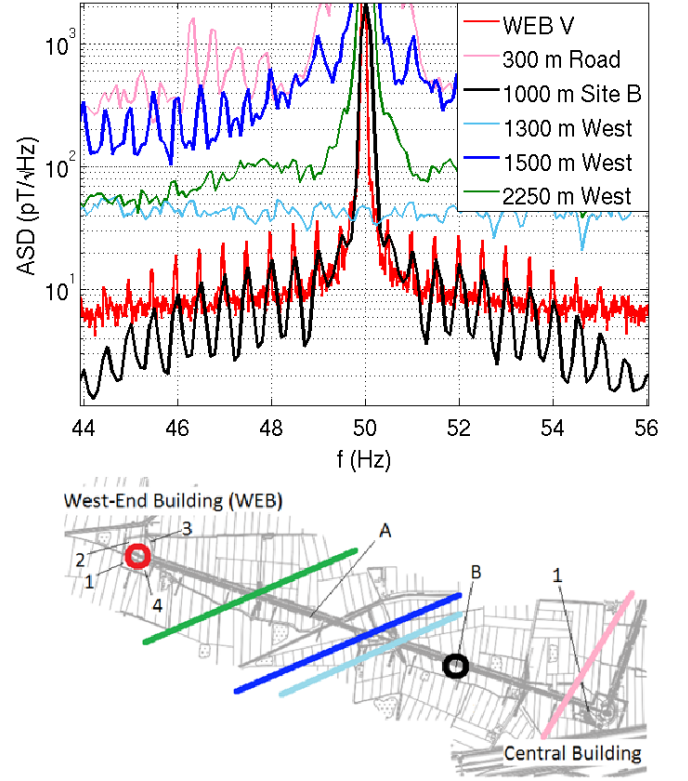 10³
WEB V
300 m Road
1000 m Site B
1300 m West
1500 m West
2250 m West
10²
10¹
ASD (pT/√Hz)
44 46 48 50 52 54 56
f (Hz)
West-End Building (WEB)
3
A
2
1
4
B
1
Central Building